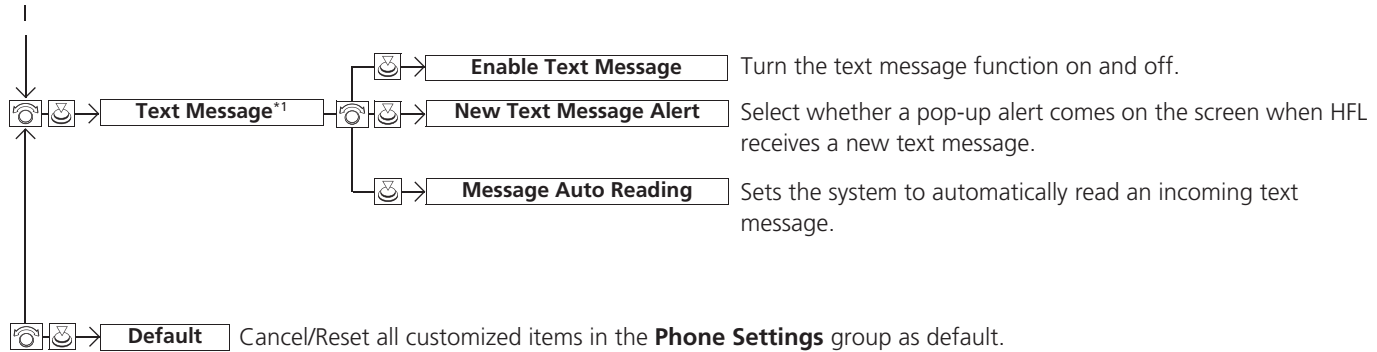 Enable Text Message Turn the text message function on and off.
Text Message*1 New Text Message Alert Select whether a pop-up alert comes on the screen when HFL
receives a new text message.
Message Auto Reading Sets the system to automatically read an incoming text
message.
Default Cancel/Reset all customized items in the Phone Settings group as default.